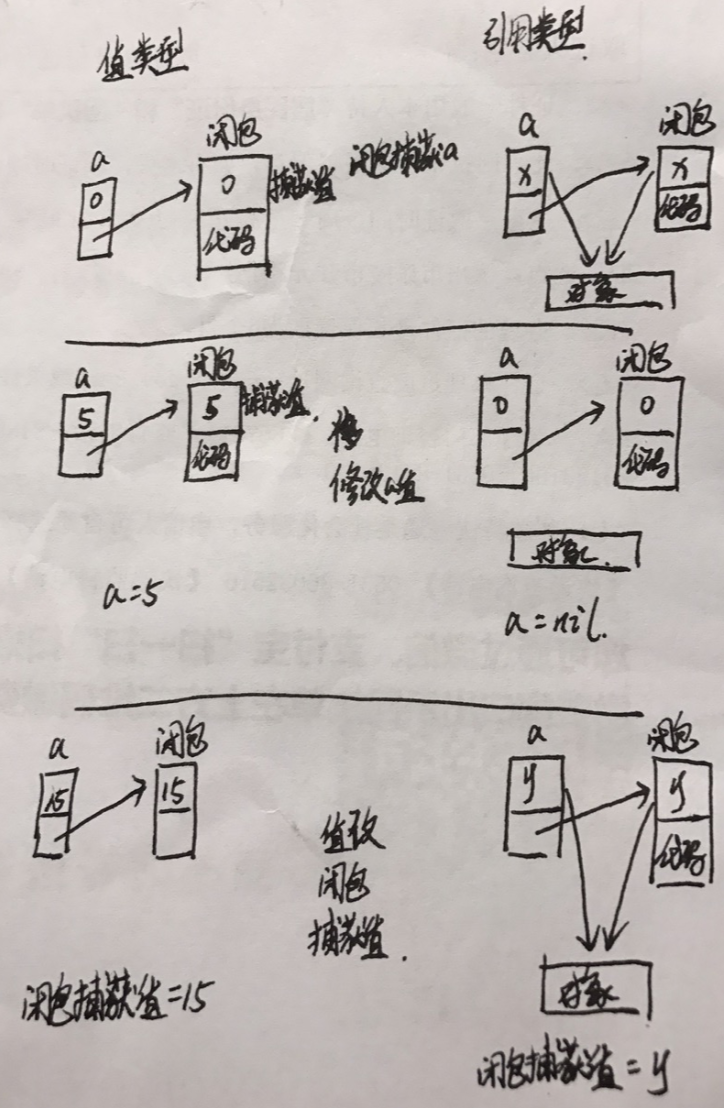 值类型
引用类型
a
闭包
0
0
捕获值
代码
闭包捕获a
a
闭包
x
x
代码
对象
a
闭包
5
5
捕获值
代码
修改a值
a=5
a
闭包
0
0
代码
对象
a=nil.
a
闭包
15
15
闭包捕获值=15
值改
闭包
捕获值.
a
闭包
y
y
代码
对象
闭包捕获值=y